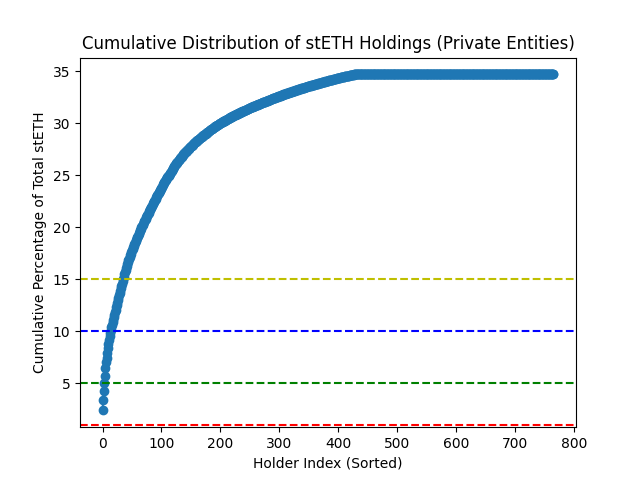 Cumulative Distribution of stETH Holdings (Private Entities)
Cumulative Percentage of Total stETH
35
30
25
20
15
10
5
0 100 200 300 400 500 600 700 800
Holder Index (Sorted)